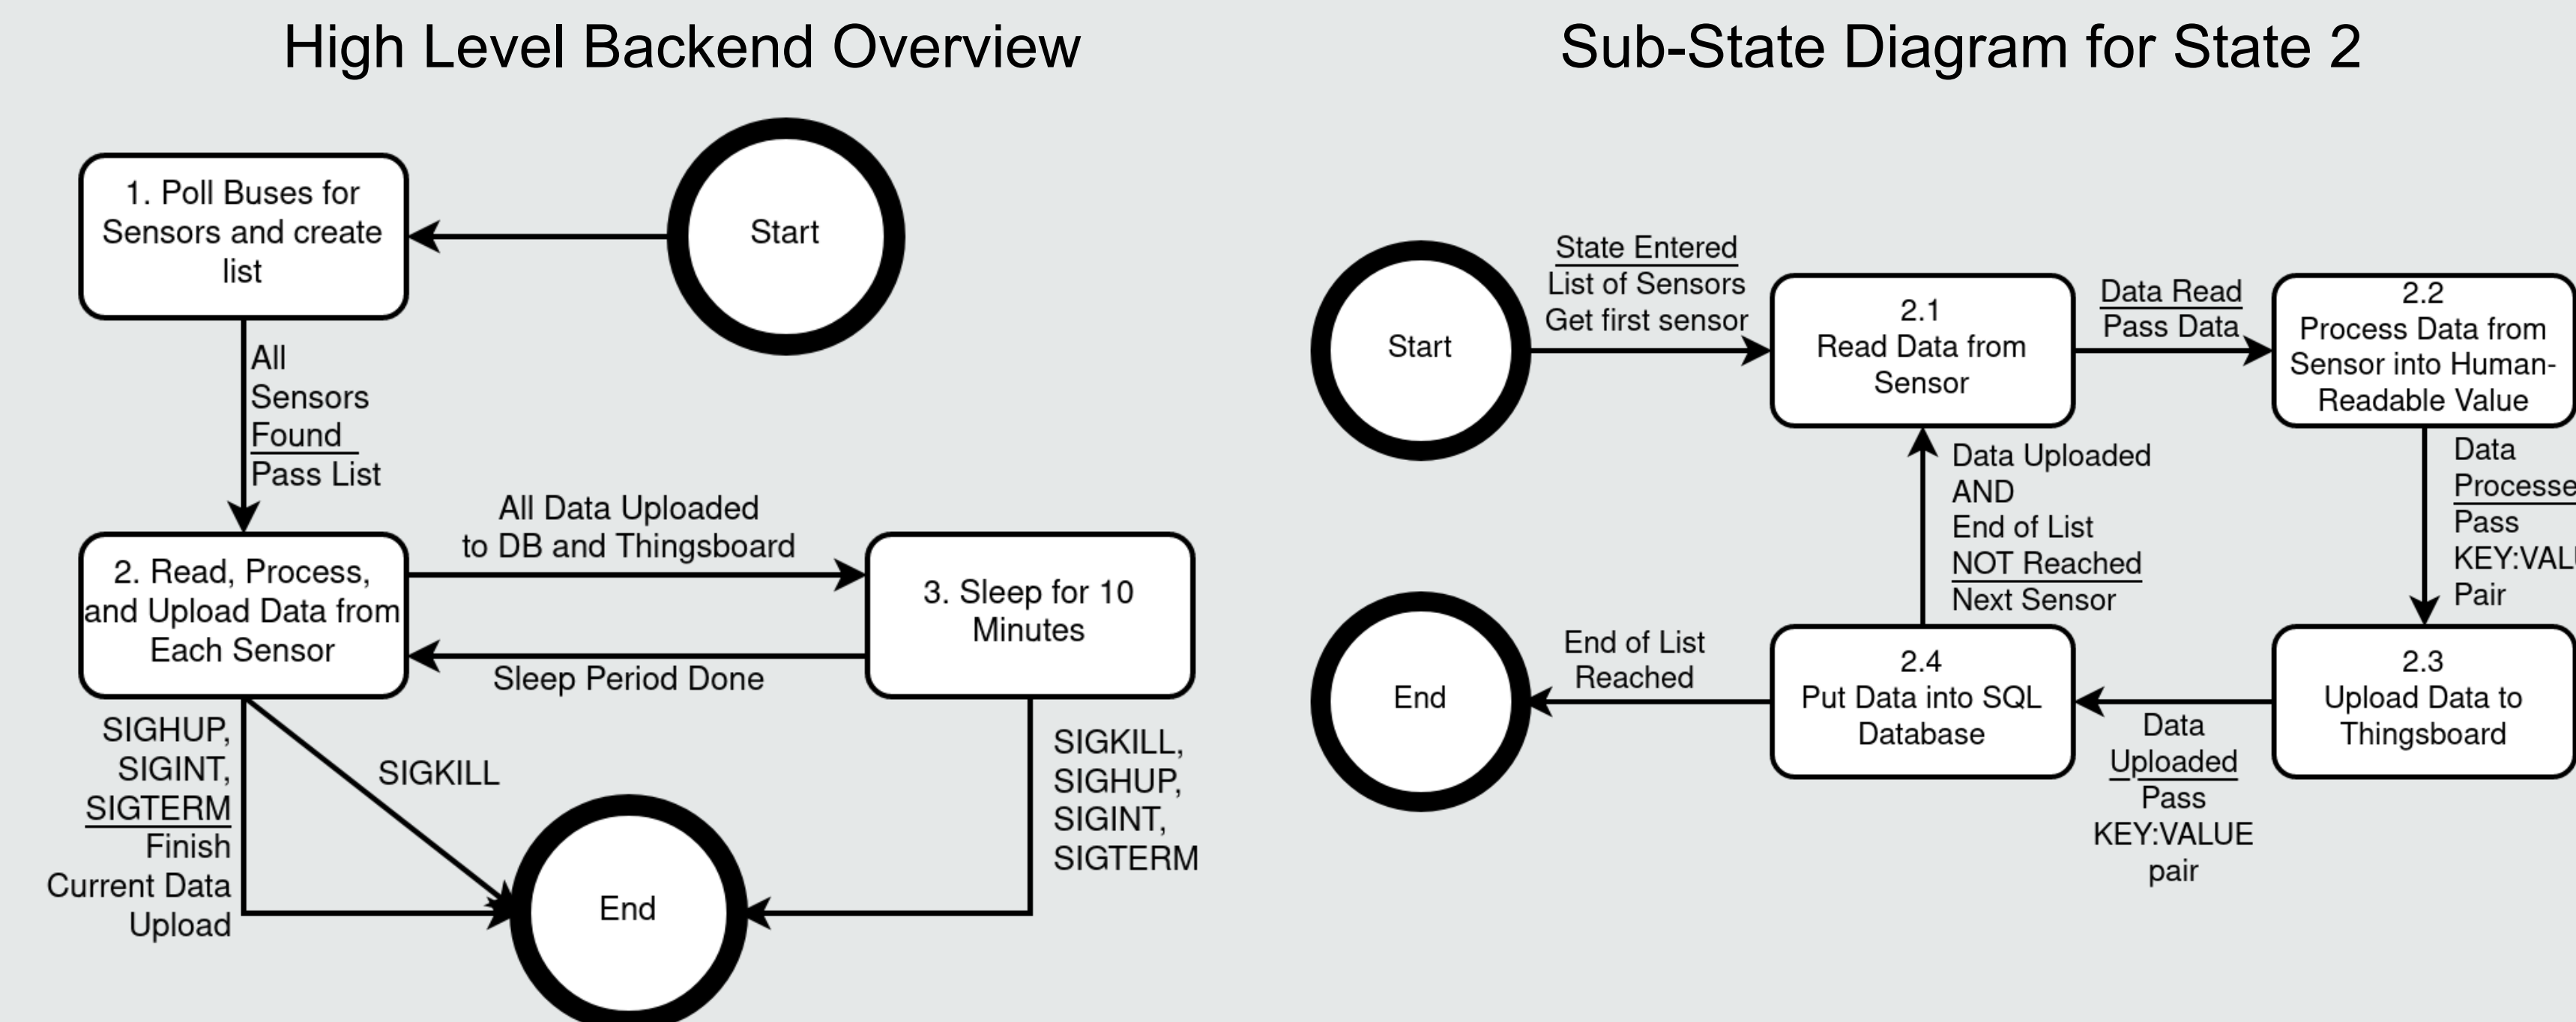 High Level Backend Overview
Start
1. Poll Buses for
Sensors and create
list
All
Sensors
Found
Pass List
2. Read, Process,
and Upload Data from
Each Sensor
All Data Uploaded
to DB and Thingsboard
Sleep Period Done
3. Sleep for 10
Minutes
SIGHUP,
SIGINT,
SIGTERM
Finish
Current Data
Upload
SIGKILL
SIGKILL,
SIGHUP,
SIGINT,
SIGTERM
End
Sub-State Diagram for State 2
Start
State Entered
List of Sensors
Get first sensor
2.1
Read Data from
Sensor
Data Read
Pass Data
2.2
Process Data from
Sensor into Human-
Readable Value
Data
Pass
Pair
2.3
Upload Data to
Thingsboard
Data
Uploaded
Pass
KEY:VALUE
pair
2.4
Put Data into SQL
Database
Data Uploaded
AND
End of List
NOT Reached
Next Sensor
End of List
Reached
End